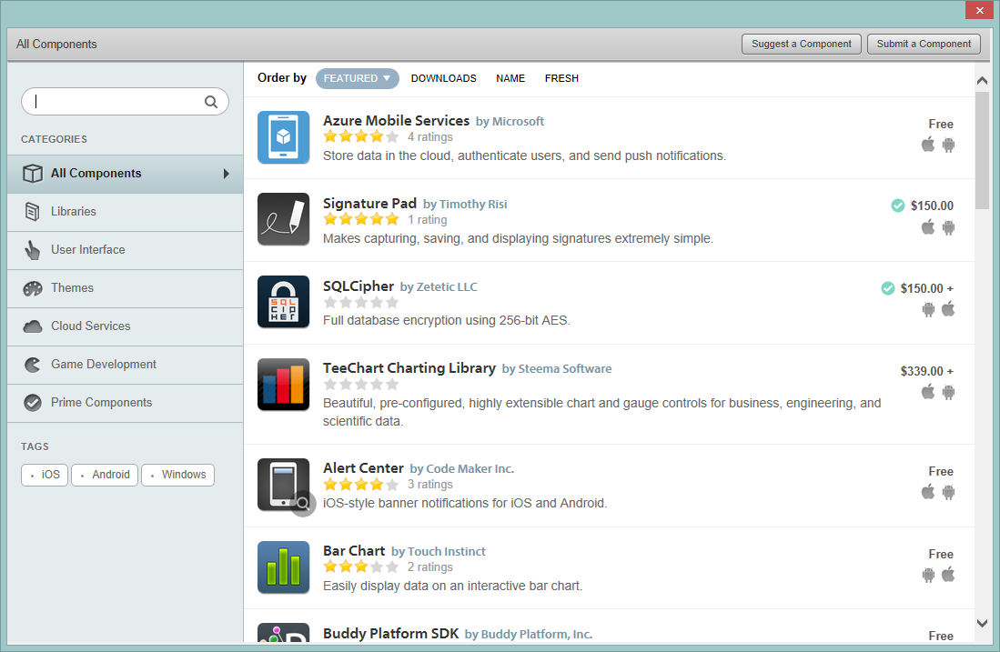 All Components
Suggest a Component
Submit a Component
CATEGORIES
All Components
Libraries
User Interface
Themes
Cloud Services
Game Development
Prime Components
TAGS
iOS
Android
Windows
Order by FEATURED DOWNLOADS NAME FRESH
Azure Mobile Services by Microsoft
Free
4 ratings
Store data in the cloud, authenticate users, and send push notifications.
Signature Pad by Timothy Risi
$150.00
1 rating
Makes capturing, saving, and displaying signatures extremely simple.
SQL
CIP
HER
SQLCipher by Zetetic LLC
$150.00 +
Full database encryption using 256-bit AES.
TeeChart Charting Library by Steema Software
$339.00 +
Beautiful, pre-configured, highly extensible chart and gauge controls for business, engineering, and
scientific data.
Alert Center by Code Maker Inc.
Free
3 ratings
iOS-style banner notifications for iOS and Android.
Bar Chart by Touch Instinct
Free
2 ratings
Easily display data on an interactive bar chart.
Buddy Platform SDK by Buddy Platform, Inc.
Free